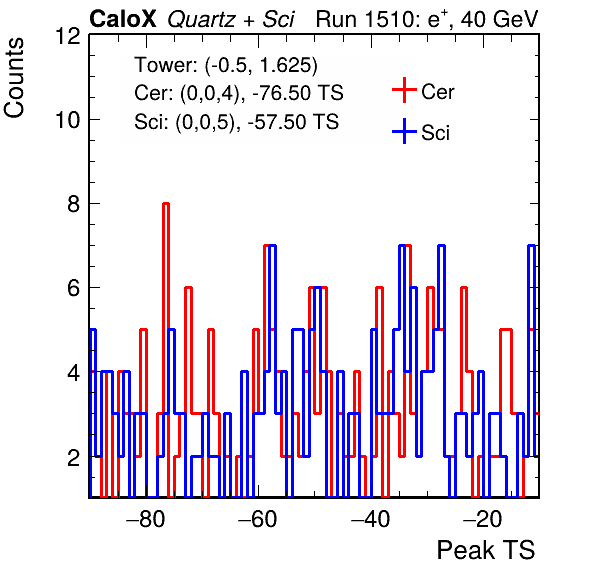 CaloX Quartz + Sci Run 1510: e+, 40 GeV
Counts
12
10
8
6
4
2
Tower: (-0.5, 1.625)
Cer: (0,0,4), -76.50 TS
Sci: (0,0,5), -57.50 TS
Cer
Sci
−80 −60 −40 −20
Peak TS